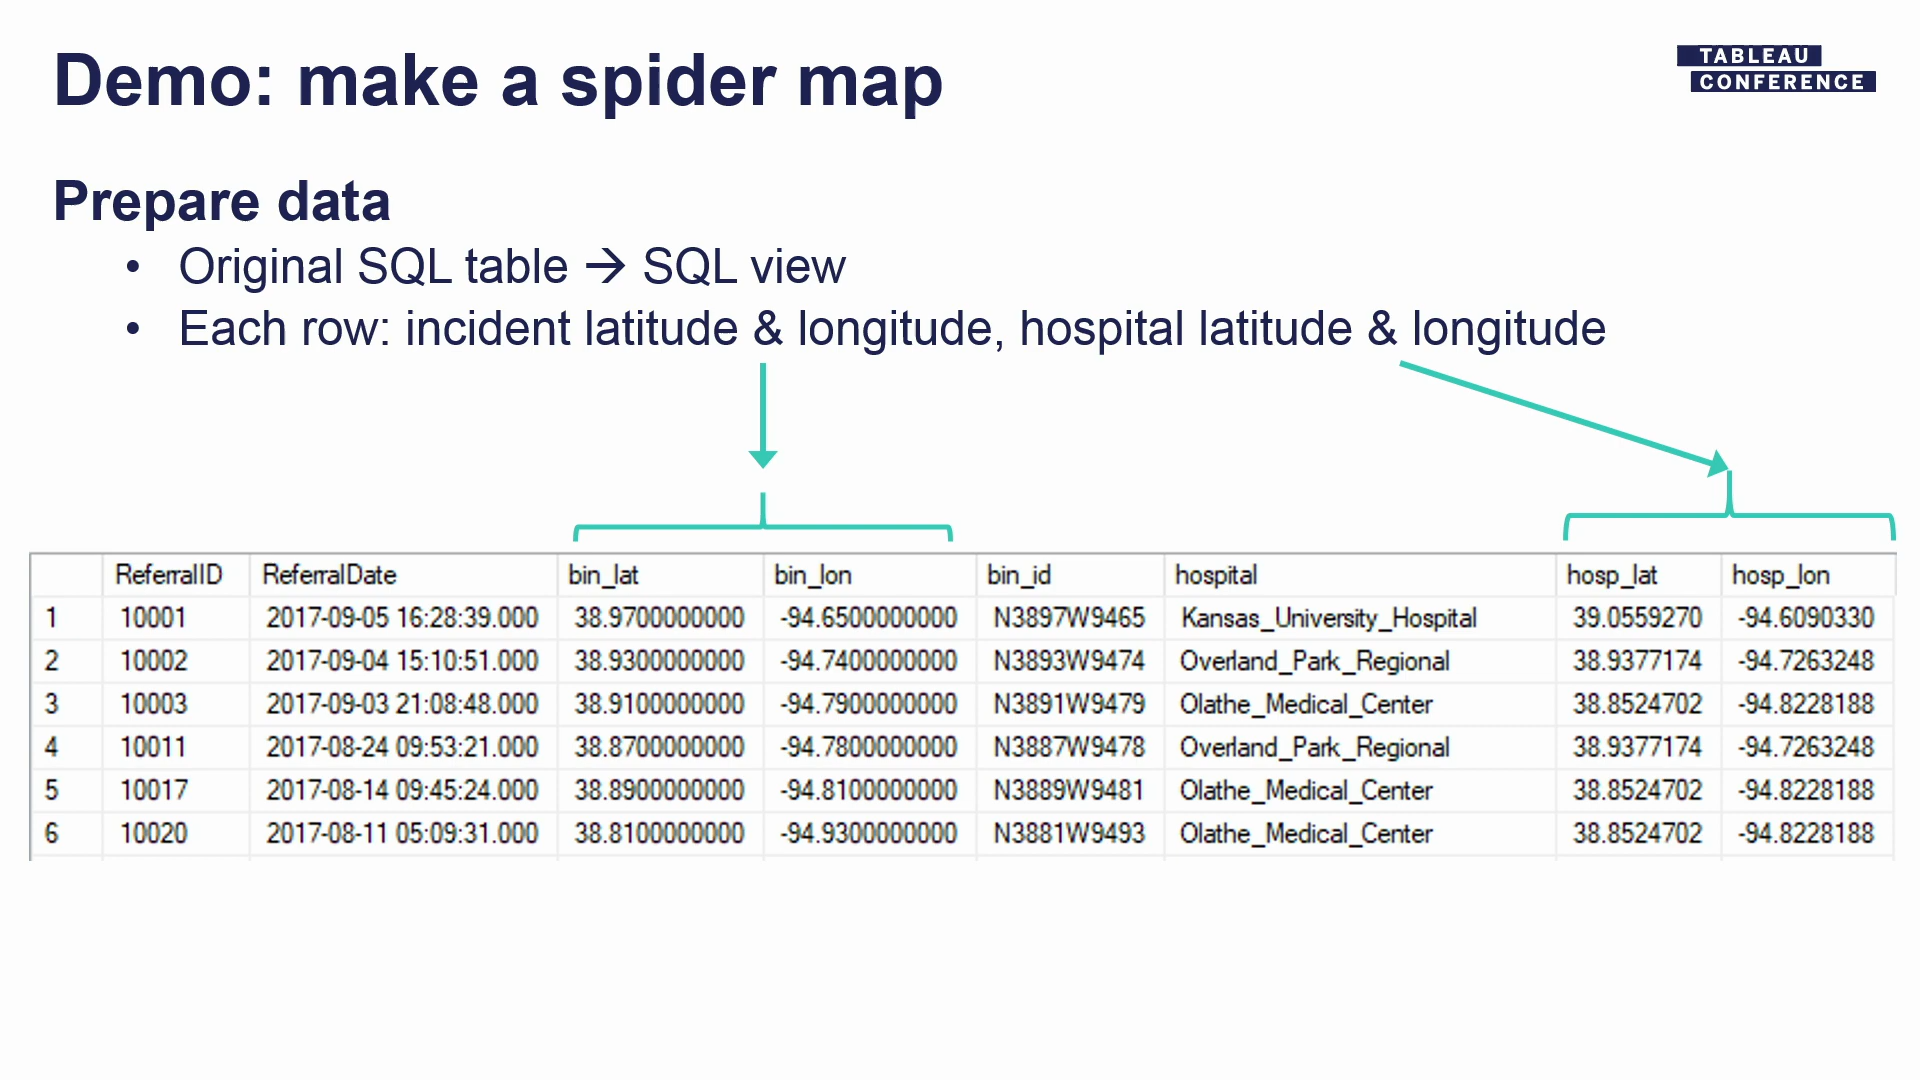 Demo: make a spider map
TABLEAU
CONFERENCE
Prepare data
• Original SQL table → SQL view
• Each row: incident latitude & longitude, hospital latitude & longitude
ReferralID ReferralDate bin_lat bin_lon bin_id hospital hosp_lat hosp_lon
1 10001 2017-09-05 16:28:39.000 38.9700000000 -94.6500000000 N3897W9465 Kansas_University_Hospital 39.0559270 -94.6090330
2 10002 2017-09-04 15:10:51.000 38.9300000000 -94.7400000000 N3893W9474 Overland_Park_Regional 38.9377174 -94.7263248
3 10003 2017-09-03 21:08:48.000 38.9100000000 -94.7900000000 N3891W9479 Olathe_Medical_Center 38.8524702 -94.8228188
4 10011 2017-08-24 09:53:21.000 38.8700000000 -94.7800000000 N3887W9478 Overland_Park_Regional 38.9377174 -94.7263248
5 10017 2017-08-14 09:45:24.000 38.8900000000 -94.8100000000 N3889W9481 Olathe_Medical_Center 38.8524702 -94.8228188
6 10020 2017-08-11 05:09:31.000 38.8100000000 -94.9300000000 N3881W9493 Olathe_Medical_Center 38.8524702 -94.8228188